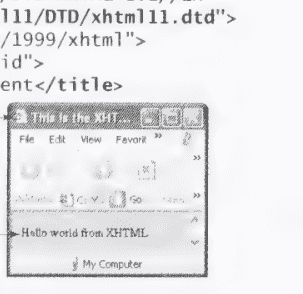 l11/DTD/xhtml11.dtd">
/1999/xhtml">
id">
ent</title>
This is the XHT
File Edit View Favorit »
»
Go »
Hello world from XHTML
My Computer